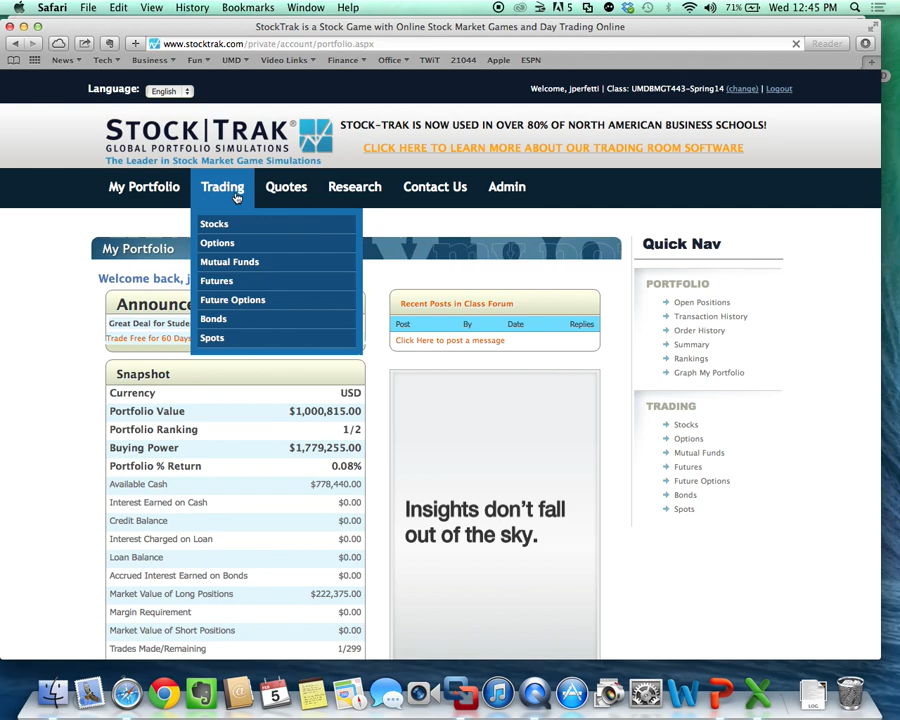 Safari File Edit View History Bookmarks Window Help 5 71% Wed 12:45 PM
StockTrak is a Stock Game with Online Stock Market Games and Day Trading Online
www.stocktrak.com/private/account/portfolio.aspx Reader
News Tech Business Fun UMD Video Links Finance Office TWiT 21044 Apple ESPN
Language: English Welcome, jperfetti | Class: UMDBMGT443-Spring14 (change) | Logout
STOCK|TRAK®
GLOBAL PORTFOLIO SIMULATIONS
The Leader in Stock Market Game Simulations
STOCK-TRAK IS NOW USED IN OVER 80% OF NORTH AMERICAN BUSINESS SCHOOLS!
CLICK HERE TO LEARN MORE ABOUT OUR TRADING ROOM SOFTWARE
My Portfolio Trading Quotes Research Contact Us Admin
Stocks
Options
Mutual Funds
Futures
Future Options
Bonds
Spots
My Portfolio
Welcome back, j
Announce
Great Deal for Stude
Trade Free for 60 Days
Recent Posts in Class Forum
Post By Date Replies
Click Here to post a message
Snapshot
Currency USD
Portfolio Value $1,000,815.00
Portfolio Ranking 1/2
Buying Power $1,779,255.00
Portfolio % Return 0.08%
Available Cash $778,440.00
Interest Earned on Cash $0.00
Credit Balance $0.00
Interest Charged on Loan $0.00
Loan Balance $0.00
Accrued Interest Earned on Bonds $0.00
Market Value of Long Positions $222,375.00
Margin Requirement $0.00
Market Value of Short Positions $0.00
Trades Made/Remaining 1/299
Insights don't fall
out of the sky.
Quick Nav
PORTFOLIO
Open Positions
Transaction History
Order History
Summary
Rankings
Graph My Portfolio
TRADING
Stocks
Options
Mutual Funds
Futures
Future Options
Bonds
Spots
5
W P X
LOG